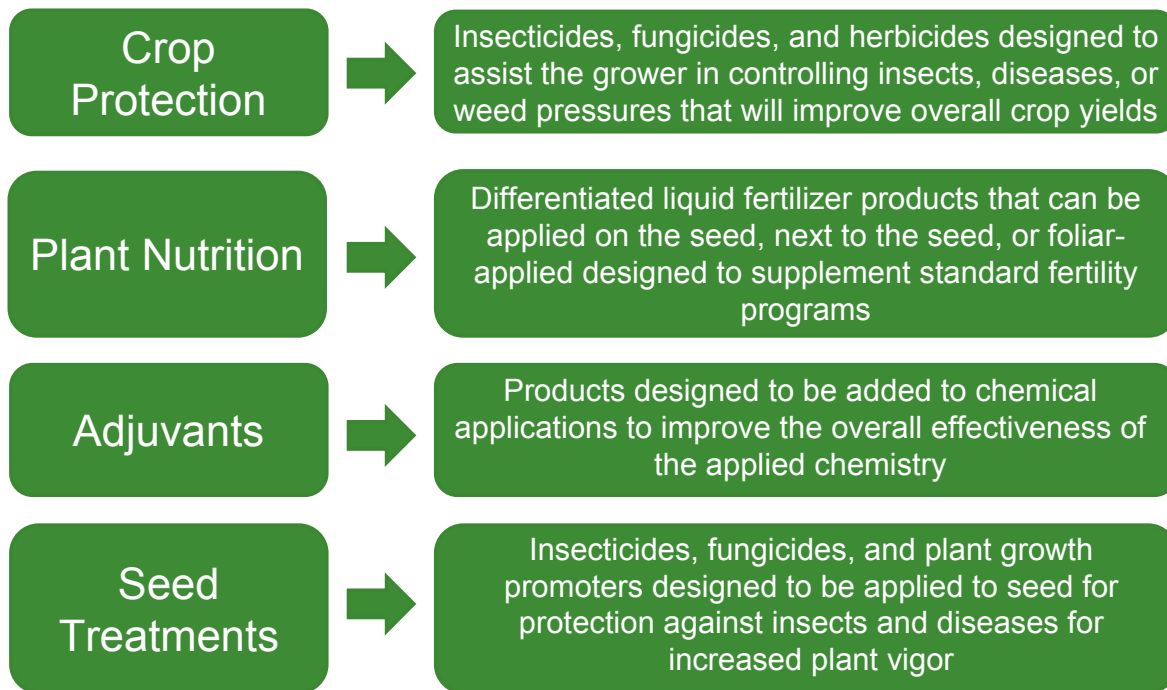 Crop
Protection
Insecticides, fungicides, and herbicides designed to
assist the grower in controlling insects, diseases, or
weed pressures that will improve overall crop yields
Plant Nutrition
Differentiated liquid fertilizer products that can be
applied on the seed, next to the seed, or foliar-
applied designed to supplement standard fertility
programs
Adjuvants
Products designed to be added to chemical
applications to improve the overall effectiveness of
the applied chemistry
Seed
Treatments
Insecticides, fungicides, and plant growth
promoters designed to be applied to seed for
protection against insects and diseases for
increased plant vigor